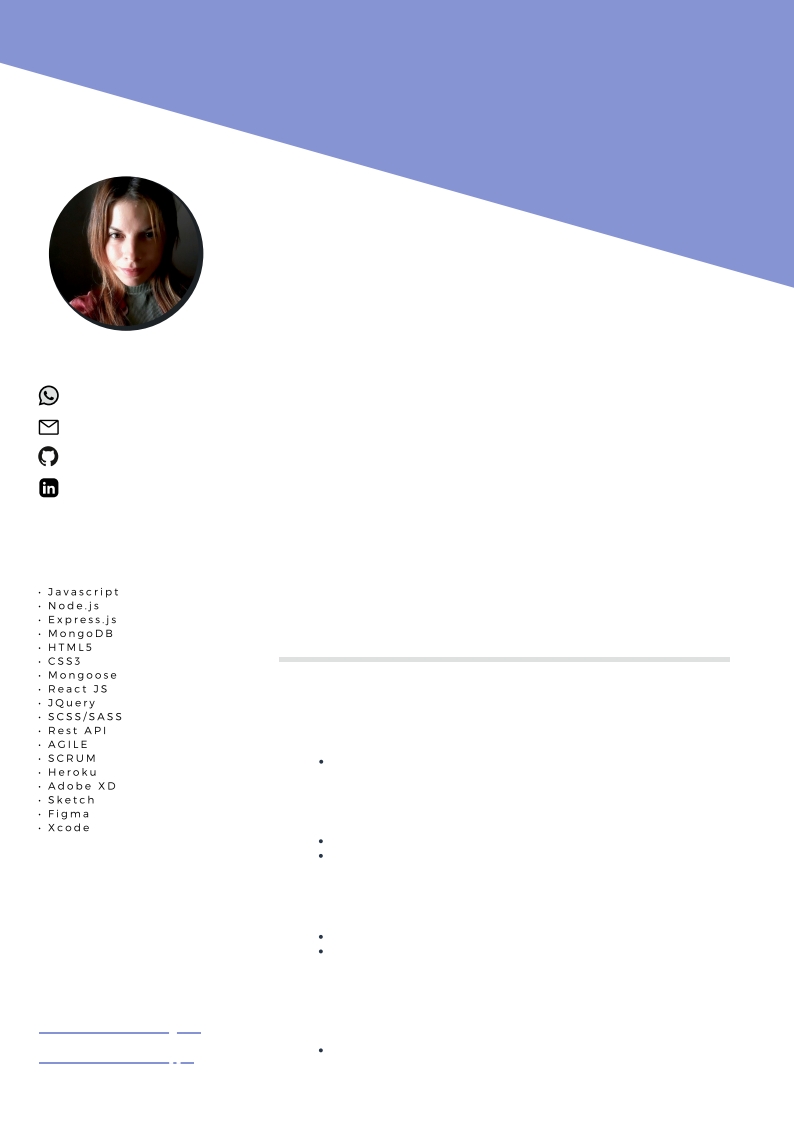 • Javascript
• Node.js
• Express.js
• MongoDB
• HTML5
• CSS3
• Mongoose
• React JS
• JQuery
• SCSS/SASS
• Rest API
• AGILE
• SCRUM
• Heroku
• Adobe XD
• Sketch
• Figma
• Xcode